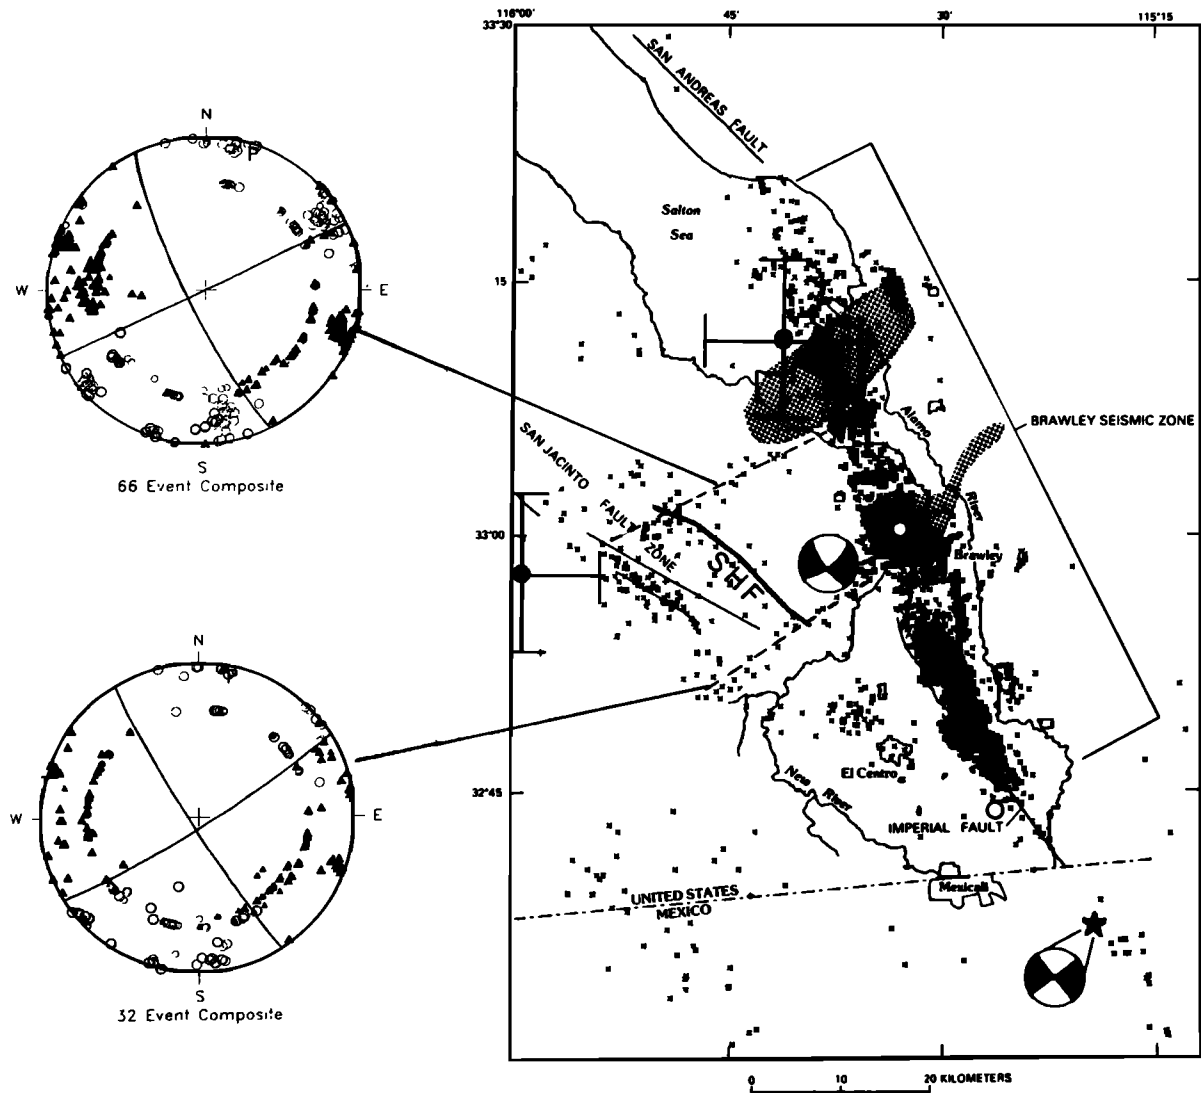 116°00'
45'
30'
115°15
33°30
SAN ANDREAS FAULT
N
P
W
E
S
66 Event Composite
Salton
Sea
15
Alamo
River
BRAWLEY SEISMIC ZONE
SAN JACINTO
FAULT
ZONE
33°00
SHF
Brawley
N
W
E
S
32 Event Composite
El Centro
New River
32°45
IMPERIAL FAULT
UNITED STATES
MEXICO
Mexicali
0 10 20 KILOMETERS